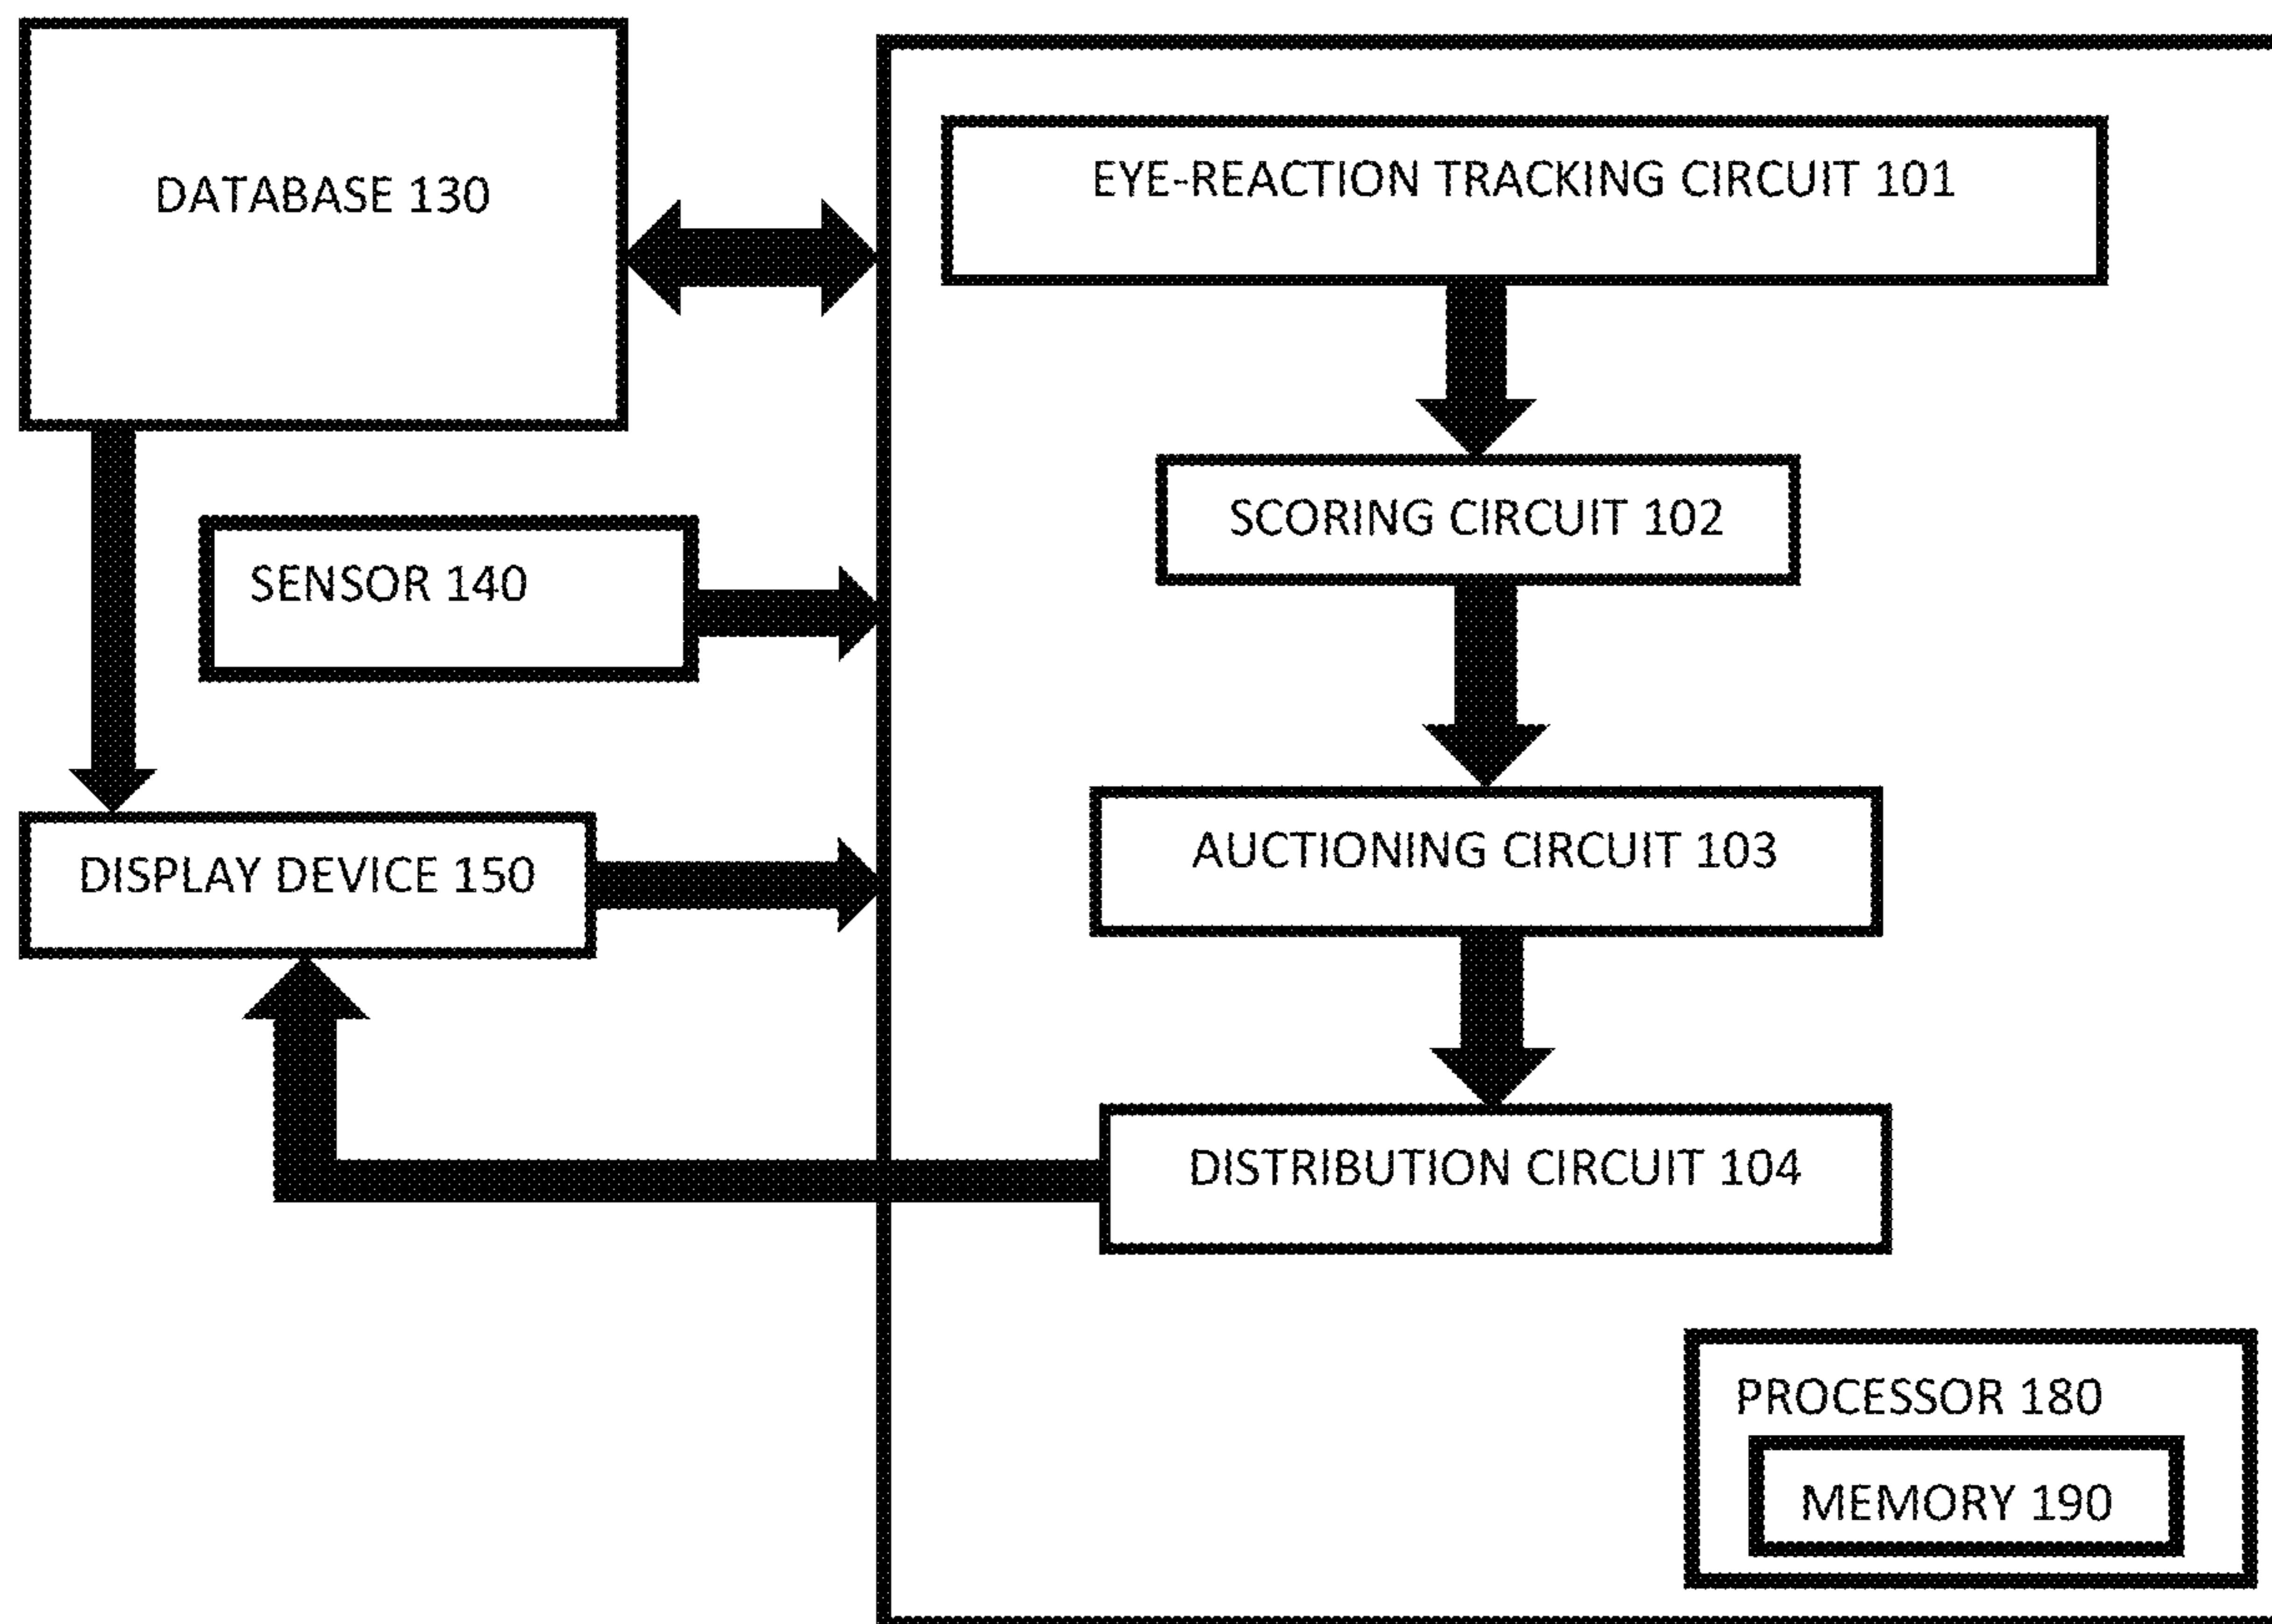 DATABASE 130
EYE-REACTION TRACKING CIRCUIT 101
SCORING CIRCUIT 102
SENSOR 140
AUCTIONING CIRCUIT 103
DISPLAY DEVICE 150
DISTRIBUTION CIRCUIT 104
PROCESSOR 180
MEMORY 190